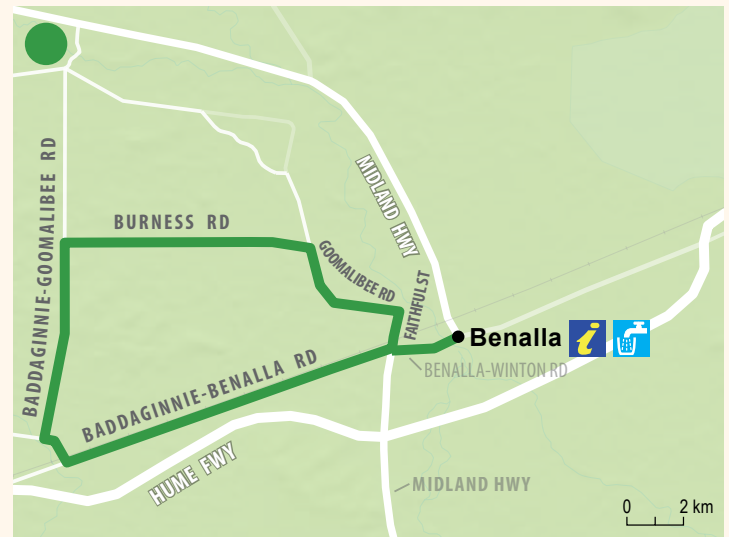 MIDLAND HWY
BADDAGINNIE-GOOMALIBEE RD
BURNESS RD
GOOMALIBEE RD
FAITHFUL ST
Benalla
i
BENALLA-WINTON RD
BADDAGINNIE-BENALLA RD
HUME FWY
MIDLAND HWY
0 2 km